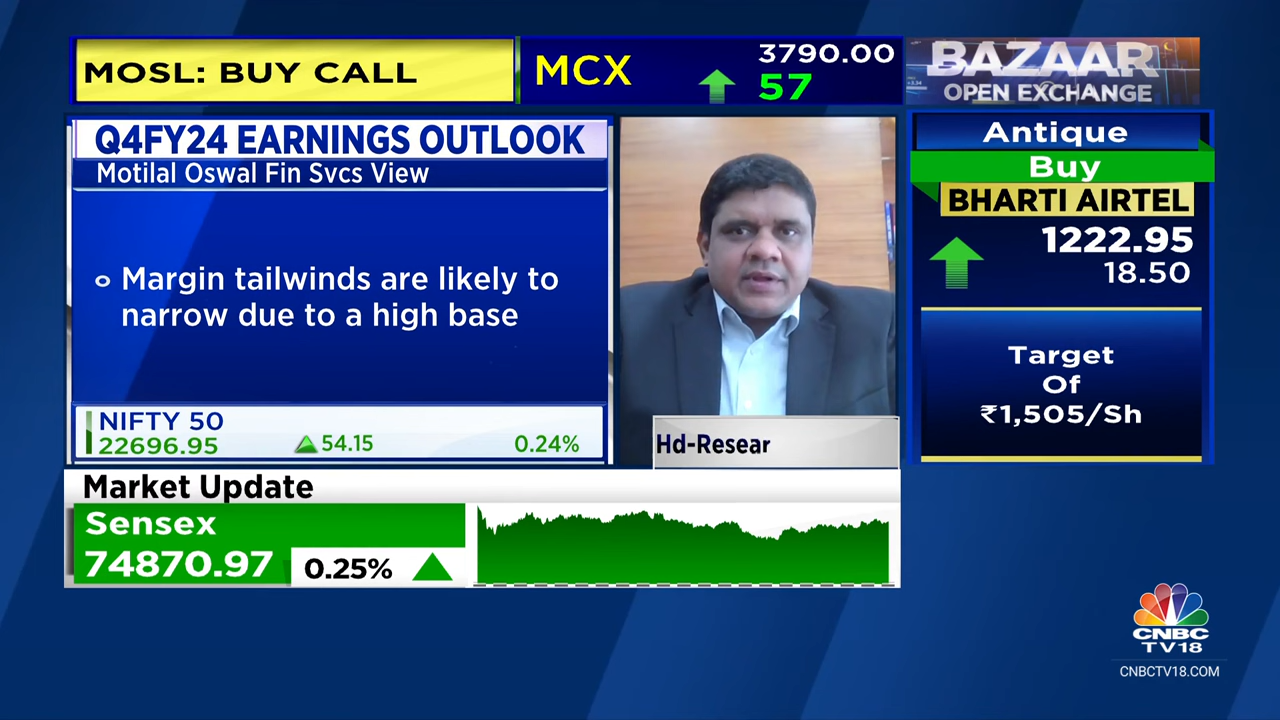 MOSL: BUY CALL
MCX
3790.00
57
BAZAAR
OPEN EXCHANGE
Q4FY24 EARNINGS OUTLOOK
Motilal Oswal Fin Svcs View
Margin tailwinds are likely to
narrow due to a high base
NIFTY 50
22696.95
54.15
0.24%
Hd-Resear
Antique
Buy
BHARTI AIRTEL
1222.95
18.50
Target
Of
₹1,505/Sh
Market Update
Sensex
74870.97
0.25%
CNBC
TV18
CNBCTV18.COM